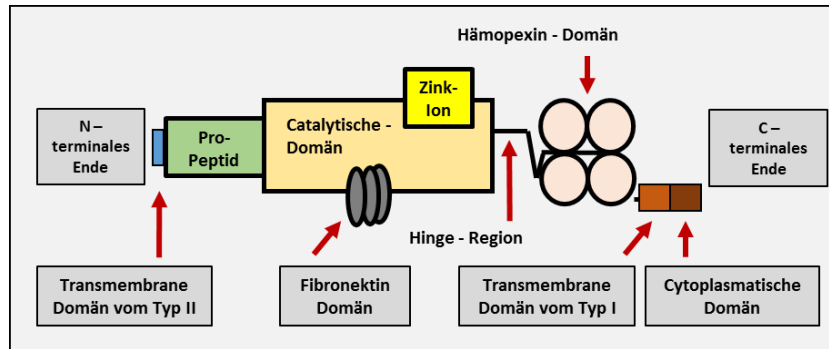 Hämopexin - Domän
Zink-
Ion
N –
terminales
Ende
Pro-
Peptid
Catalytische -
Domän
C –
terminales
Ende
Hinge - Region
Transmembrane
Domän vom Typ II
Fibronektin
Domän
Transmembrane
Domän vom Typ I
Cytoplasmatische
Domän